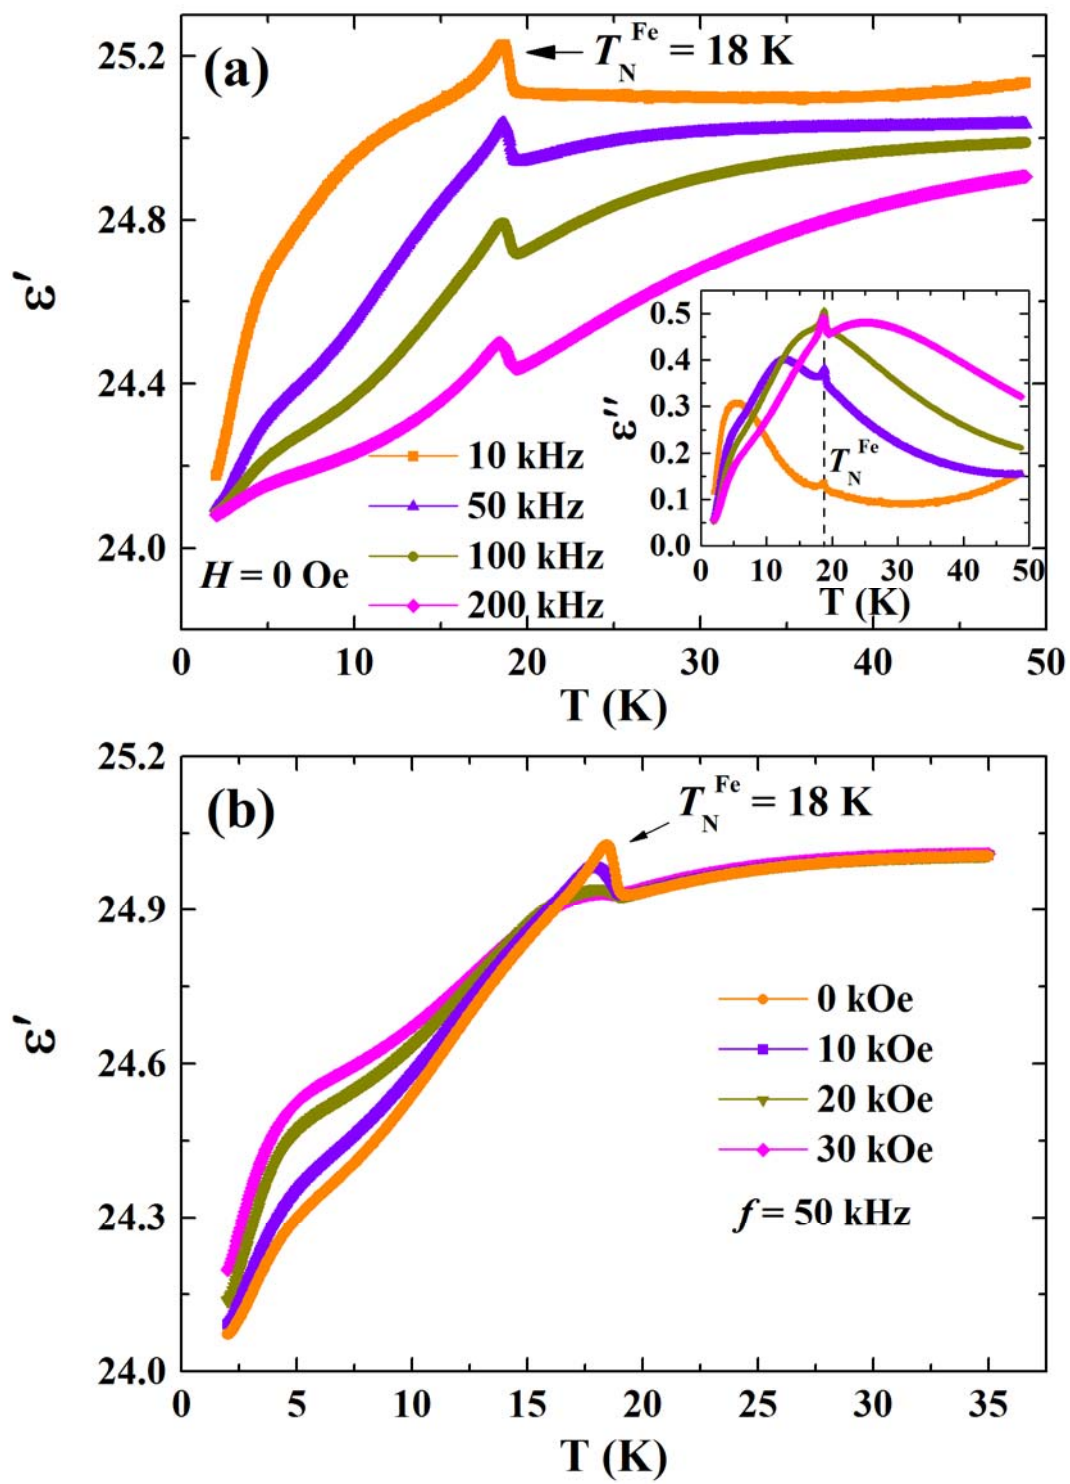 (a)
T_N^Fe = 18 K
ε′
25.2
24.8
24.4
24.0
10 kHz
50 kHz
100 kHz
200 kHz
H = 0 Oe
0 10 20 30 40 50
T (K)
ε′′
0.5
0.4
0.3
0.2
0.1
0.0
T_N^Fe
0 10 20 30 40 50
T (K)
(b)
T_N^Fe = 18 K
ε′
25.2
24.9
24.6
24.3
24.0
0 kOe
10 kOe
20 kOe
30 kOe
f = 50 kHz
0 5 10 15 20 25 30 35
T (K)